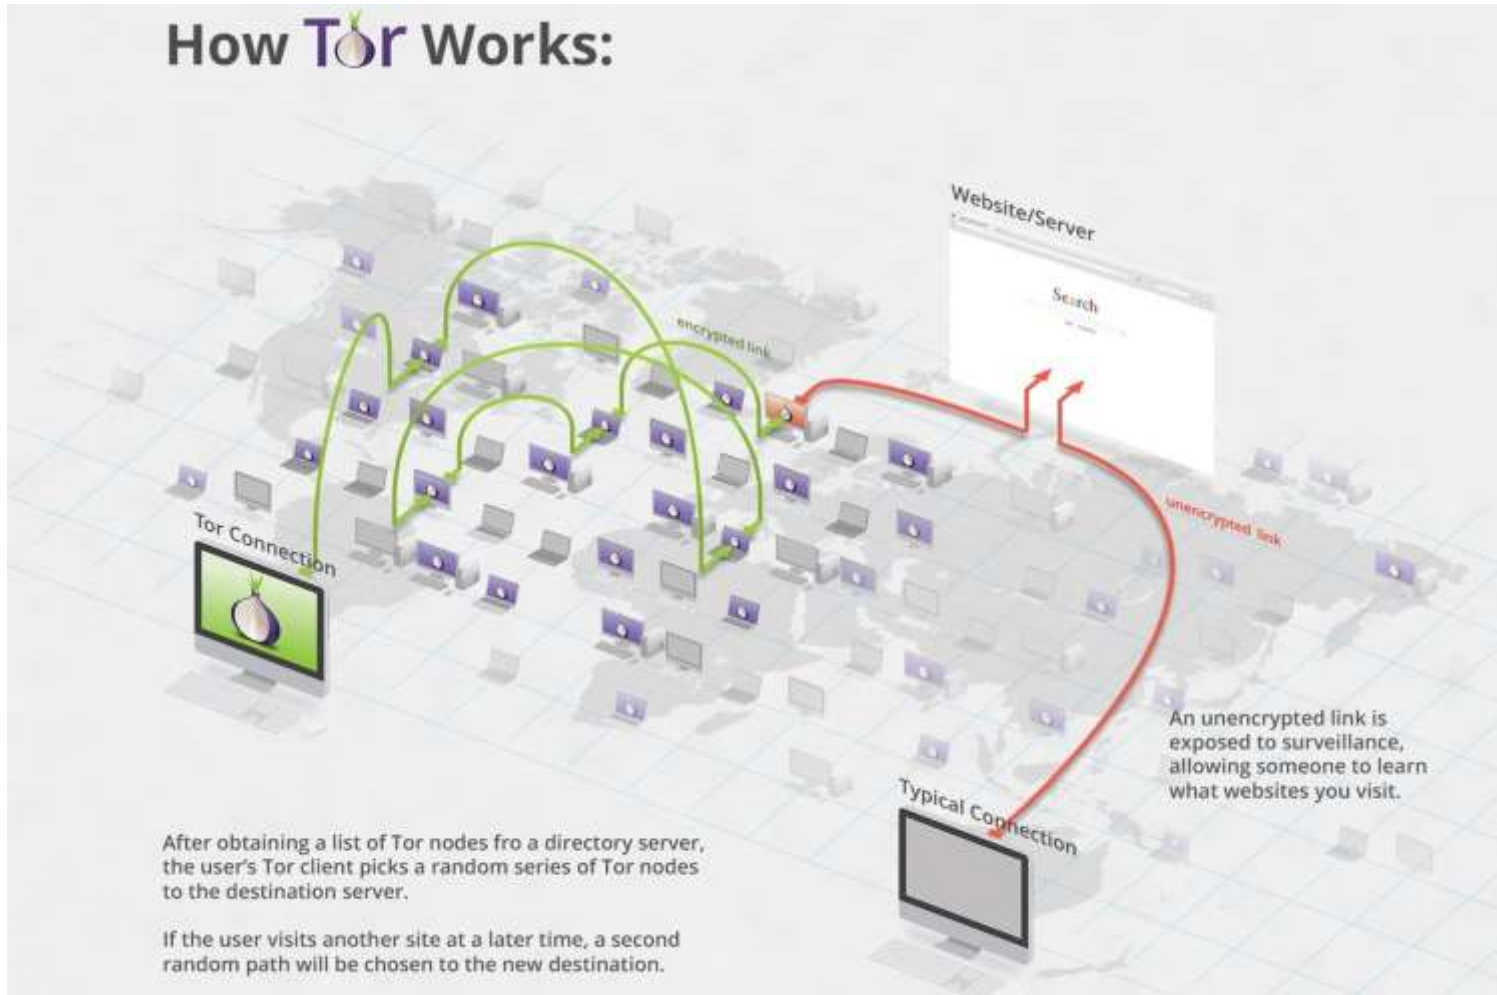 How Tor Works:
Website/Server
Search
encrypted link
unencrypted link
Tor Connection
An unencrypted link is
exposed to surveillance,
allowing someone to learn
what websites you visit.
Typical Connection
After obtaining a list of Tor nodes fro a directory server,
the user's Tor client picks a random series of Tor nodes
to the destination server.
If the user visits another site at a later time, a second
random path will be chosen to the new destination.